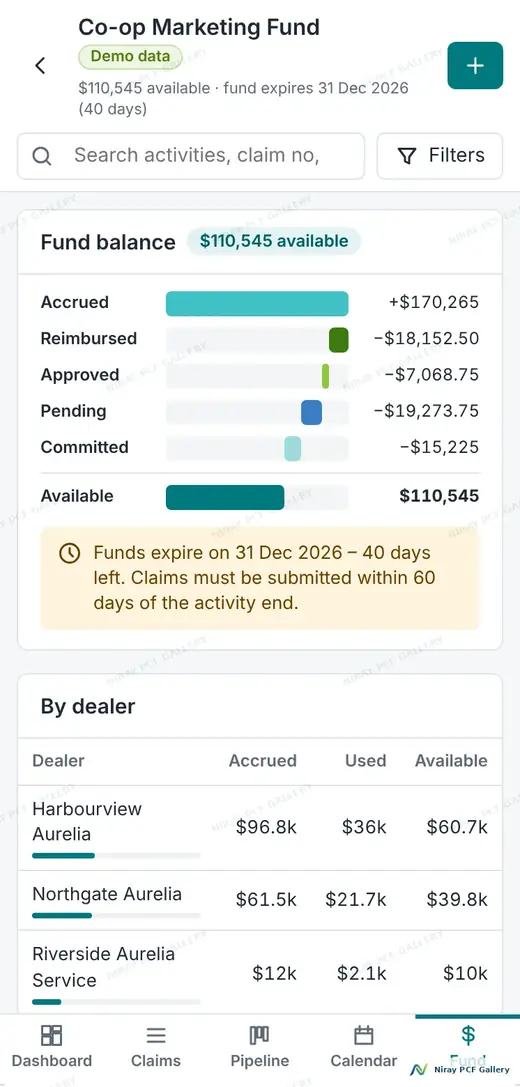 Co-op Marketing Fund
Demo data
$110,545 available · fund expires 31 Dec 2026
(40 days)
Search activities, claim no,
Filters
Fund balance
$110,545 available
Accrued +$170,265
Reimbursed −$18,152.50
Approved −$7,068.75
Pending −$19,273.75
Committed −$15,225
Available $110,545
Funds expire on 31 Dec 2026 – 40 days
left. Claims must be submitted within 60
days of the activity end.
By dealer
Dealer Accrued Used Available
Harbourview
Aurelia
$96.8k $36k $60.7k
Northgate Aurelia $61.5k $21.7k $39.8k
Riverside Aurelia
Service
$12k $2.1k $10k
Dashboard Claims Pipeline Calendar Fund
Niray PCF Gallery
NIRAY PCF GALLERY